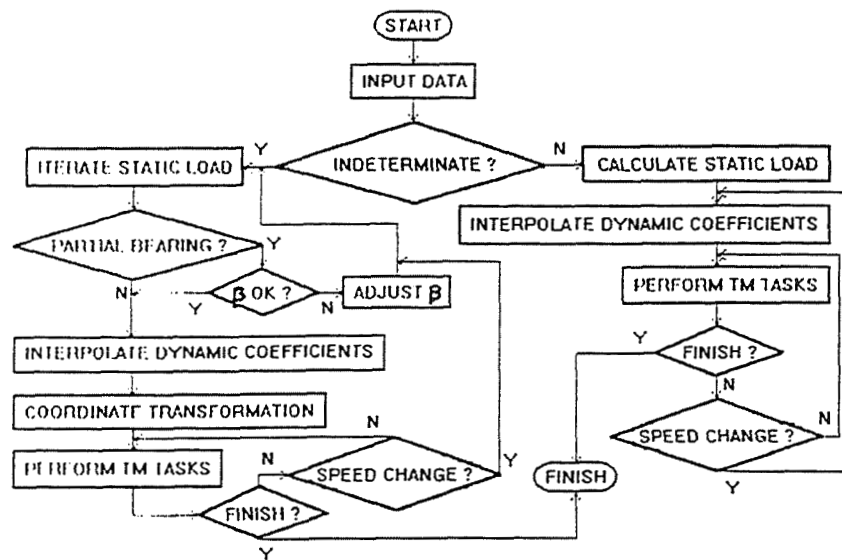 START
INPUT DATA
INDETERMINATE ?
Y
N
ITERATE STATIC LOAD
CALCULATE STATIC LOAD
PARTIAL BEARING ?
Y
N
β OK ?
Y
N
ADJUST β
INTERPOLATE DYNAMIC COEFFICIENTS
PERFORM TM TASKS
INTERPOLATE DYNAMIC COEFFICIENTS
COORDINATE TRANSFORMATION
Y
FINISH ?
N
PERFORM TM TASKS
N
SPEED CHANGE ?
Y
N
FINISH ?
Y
FINISH
SPEED CHANGE ?
N
Y